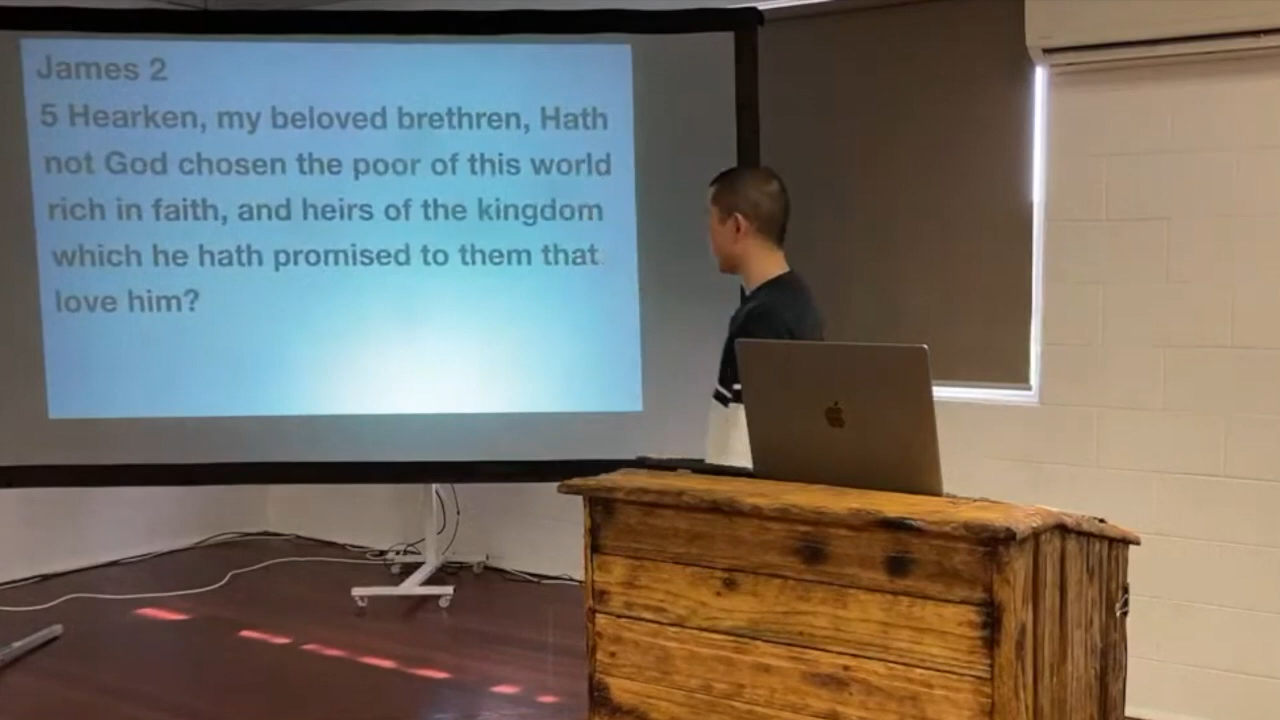 James 2
5 Hearken, my beloved brethren, Hath
not God chosen the poor of this world
rich in faith, and heirs of the kingdom
which he hath promised to them that
love him?